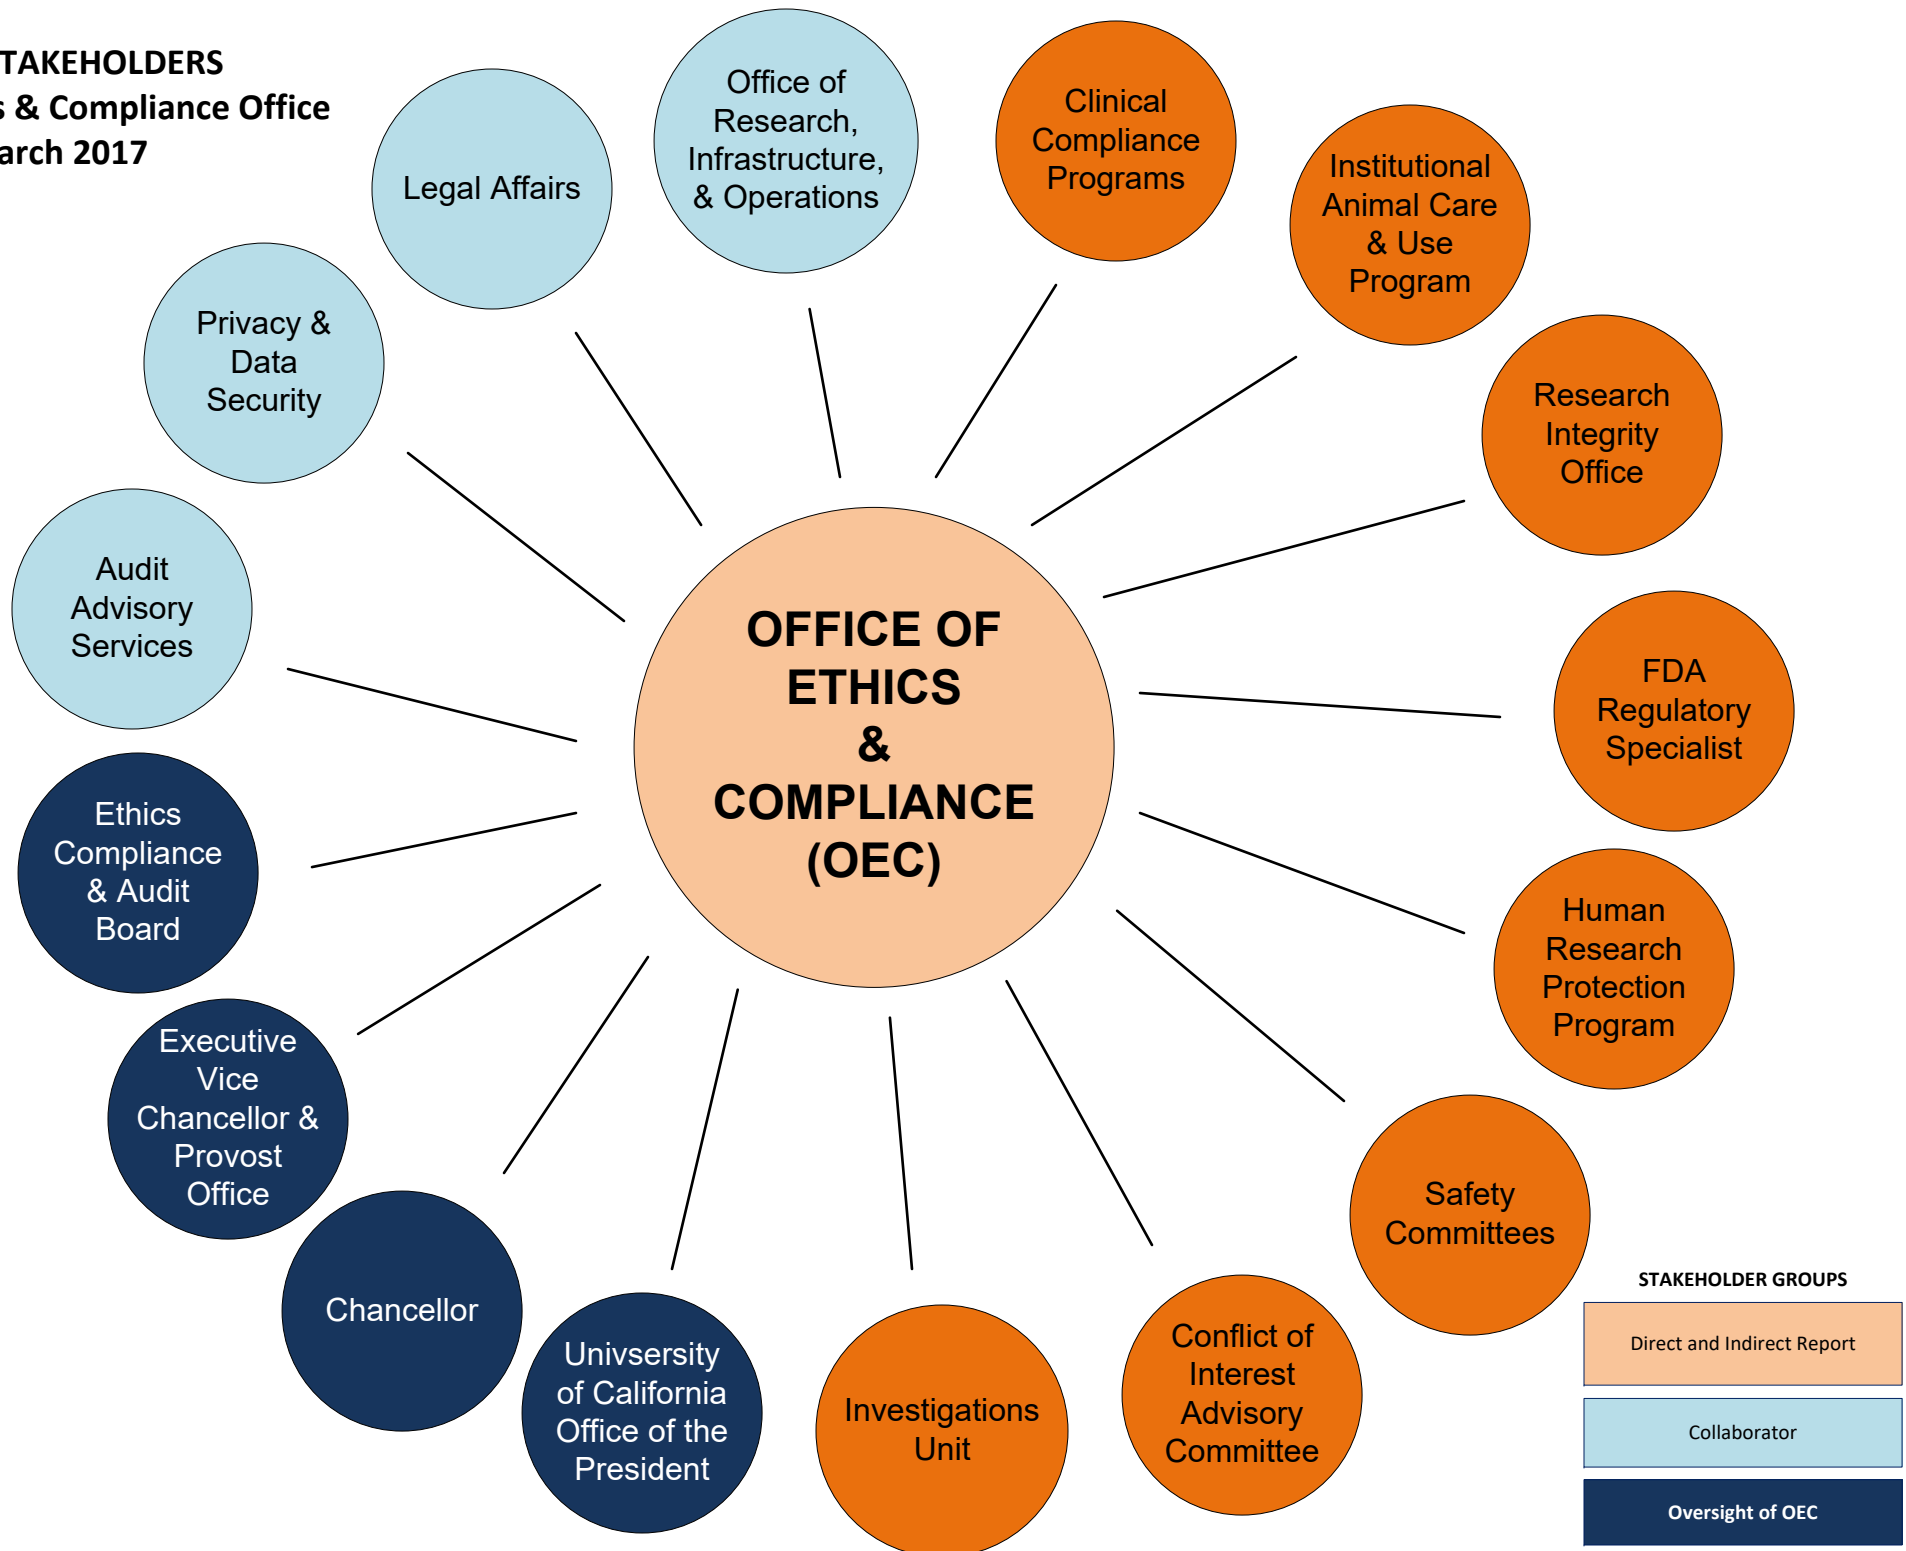 TAKEHOLDERS
s & Compliance Office
arch 2017
Office of
Research,
Infrastructure,
& Operations
Clinical
Compliance
Programs
Legal Affairs
Institutional
Animal Care
& Use
Program
Privacy &
Data
Security
Research
Integrity
Office
Audit
Advisory
Services
OFFICE OF
ETHICS
&
COMPLIANCE
(OEC)
FDA
Regulatory
Specialist
Ethics
Compliance
& Audit
Board
Human
Research
Protection
Program
Executive
Vice
Chancellor &
Provost
Office
Safety
Committees
Chancellor
Univsersity
of California
Office of the
President
Investigations
Unit
Conflict of
Interest
Advisory
Committee
STAKEHOLDER GROUPS
Direct and Indirect Report
Collaborator
Oversight of OEC